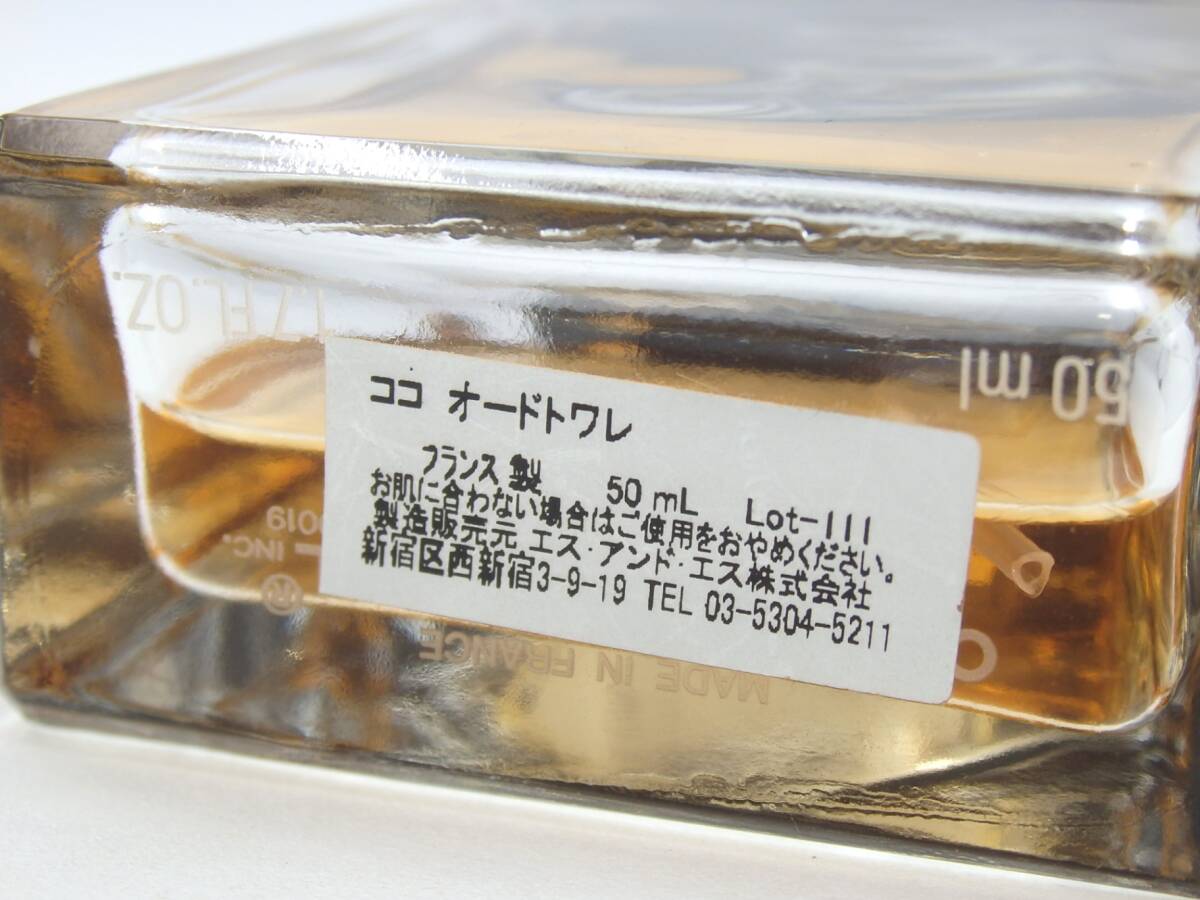 ココ オードトワレ
フランス製 50 mL Lot-111
お肌に合わない場合はご使用をおやめください。
製造販売元 エス・アンド・エス株式会社
新宿区西新宿3-9-19 TEL 03-5304-5211
1.7 FL. OZ.
50 ml
0019
INC.
MADE IN FRANCE